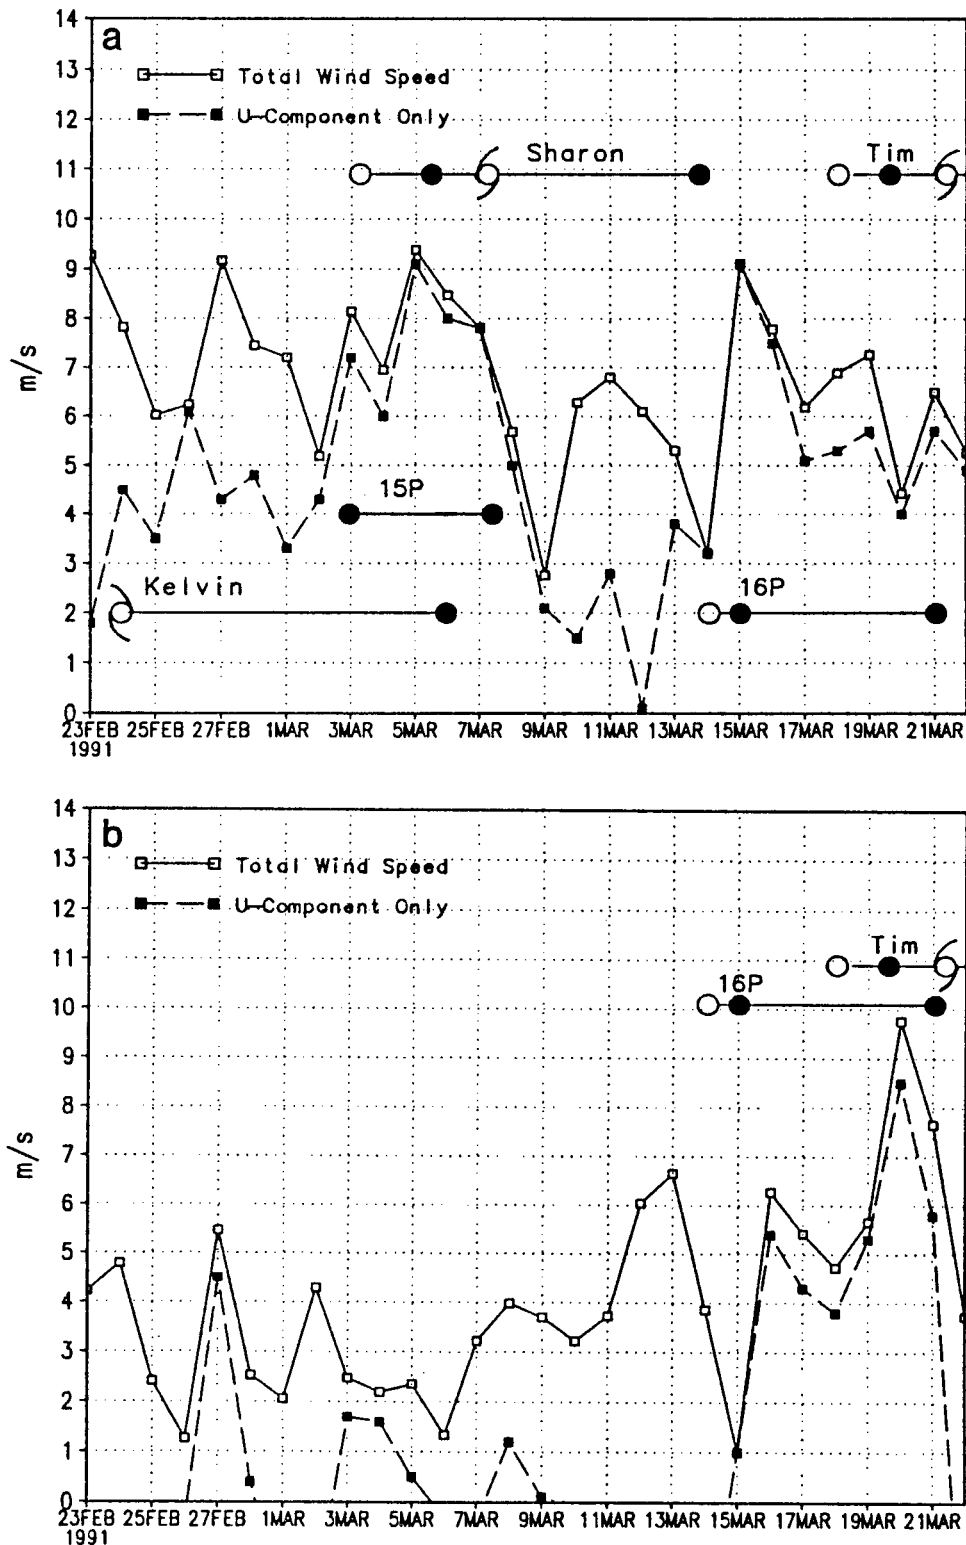 a
14
13
12
11
10
9
8
7
6
5
4
3
2
1
0
m/s
Total Wind Speed
U-Component Only
Sharon
Tim
15P
Kelvin
16P
23FEB 25FEB 27FEB 1MAR 3MAR 5MAR 7MAR 9MAR 11MAR 13MAR 15MAR 17MAR 19MAR 21MAR
1991
b
14
13
12
11
10
9
8
7
6
5
4
3
2
1
0
m/s
Total Wind Speed
U-Component Only
Tim
16P
23FEB 25FEB 27FEB 1MAR 3MAR 5MAR 7MAR 9MAR 11MAR 13MAR 15MAR 17MAR 19MAR 21MAR
1991